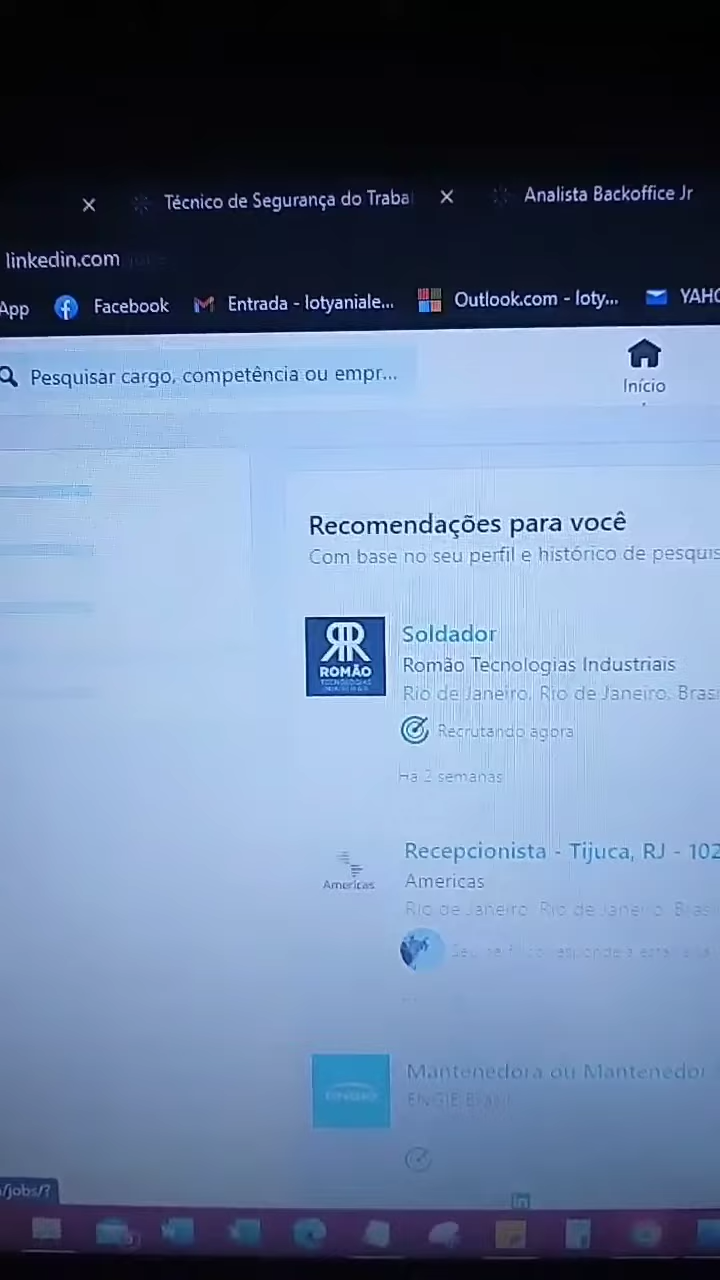 Técnico de Segurança do Traba
Analista Backoffice Jr
linkedin.com
App
Facebook
Entrada - lotyaniale...
Outlook.com - loty...
YAHO
Pesquisar cargo, competência ou empr...
Início
Recomendações para você
Com base no seu perfil e histórico de pesquis
ROMÃO
Soldador
Romão Tecnologias Industriais
Rio de Janeiro, Rio de Janeiro, Bras
Recrutando agora
Há 2 semanas
Americas
Recepcionista - Tijuca, RJ - 102
Americas
Rio de Janeiro, Rio de Janeiro, Bras
Mantenedora ou Mantenedor
ENGIE Brasil
/jobs/?